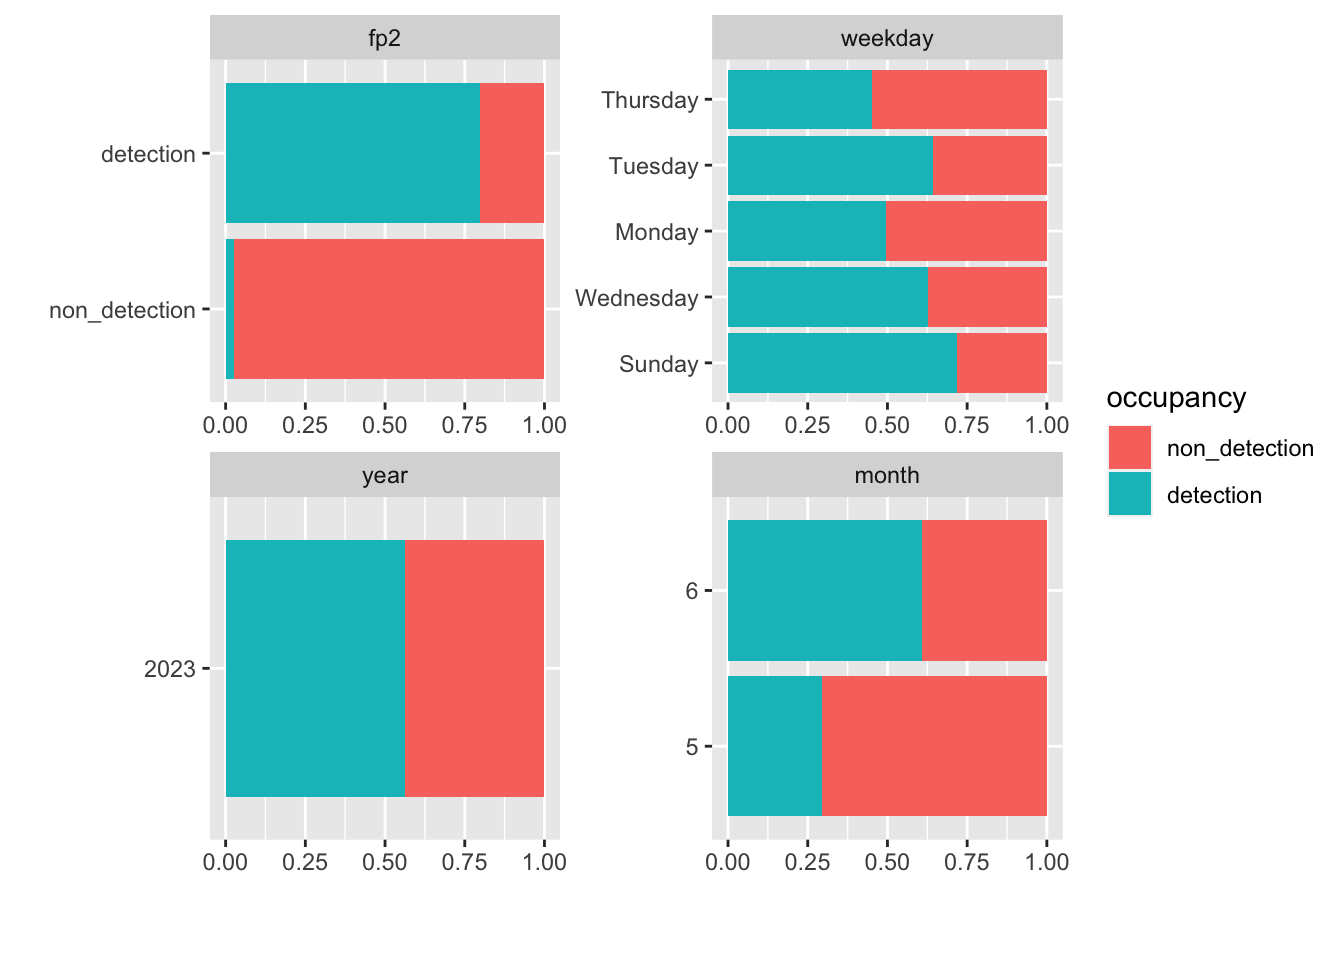 fp2
detection
non_detection
0.00 0.25 0.50 0.75 1.00
weekday
Thursday
Tuesday
Monday
Wednesday
Sunday
0.00 0.25 0.50 0.75 1.00
year
2023
0.00 0.25 0.50 0.75 1.00
month
6
5
0.00 0.25 0.50 0.75 1.00
occupancy
non_detection
detection